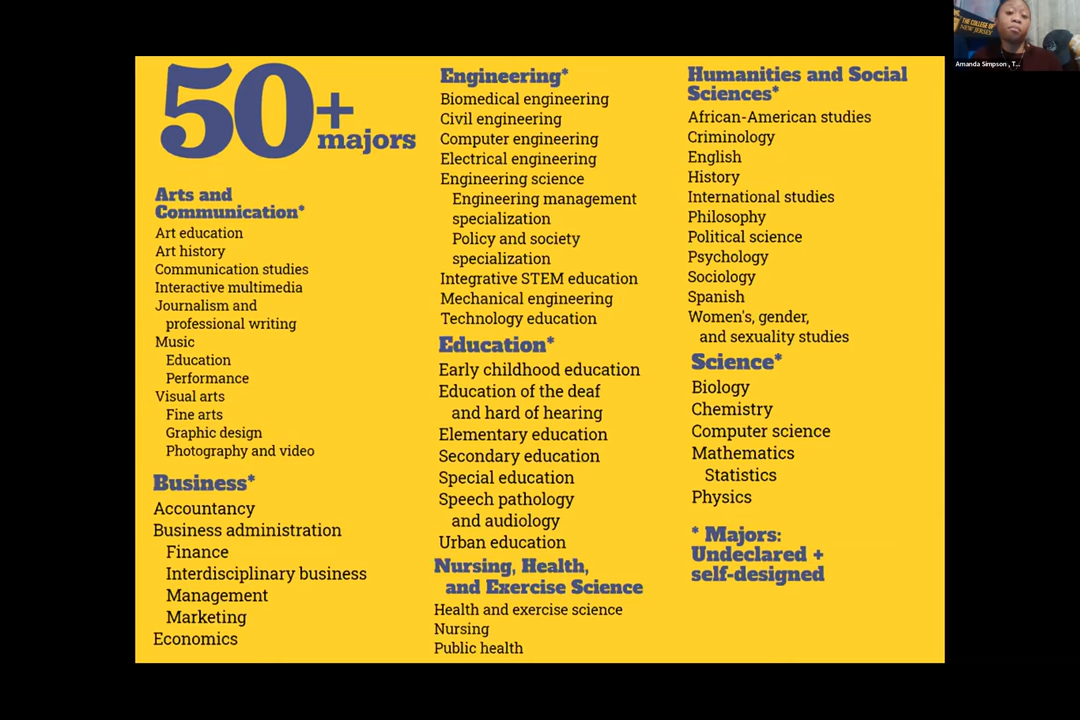 50+
majors
Arts and
Communication*
Art education
Art history
Communication studies
Interactive multimedia
Journalism and
professional writing
Music
Education
Performance
Visual arts
Fine arts
Graphic design
Photography and video
Business*
Accountancy
Business administration
Finance
Interdisciplinary business
Management
Marketing
Economics
Engineering*
Biomedical engineering
Civil engineering
Computer engineering
Electrical engineering
Engineering science
Engineering management
specialization
Policy and society
specialization
Integrative STEM education
Mechanical engineering
Technology education
Education*
Early childhood education
Education of the deaf
and hard of hearing
Elementary education
Secondary education
Special education
Speech pathology
and audiology
Urban education
Nursing, Health,
and Exercise Science
Health and exercise science
Nursing
Public health
Humanities and Social
Sciences*
African-American studies
Criminology
English
History
International studies
Philosophy
Political science
Psychology
Sociology
Spanish
Women's, gender,
and sexuality studies
Science*
Biology
Chemistry
Computer science
Mathematics
Statistics
Physics
* Majors:
Undeclared +
self-designed
THE COLLEGE OF
NEW JERSEY
Amanda Simpson , T...